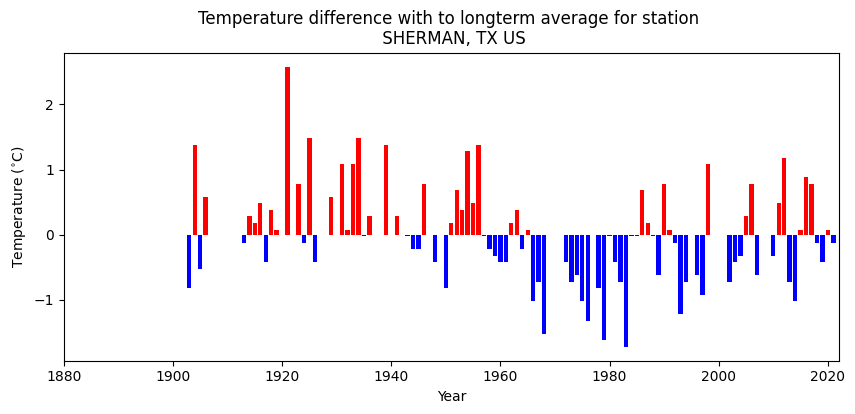 Temperature difference with to longterm average for station
SHERMAN, TX US
Temperature (°C)
2
1
0
−1
1880 1900 1920 1940 1960 1980 2000 2020
Year